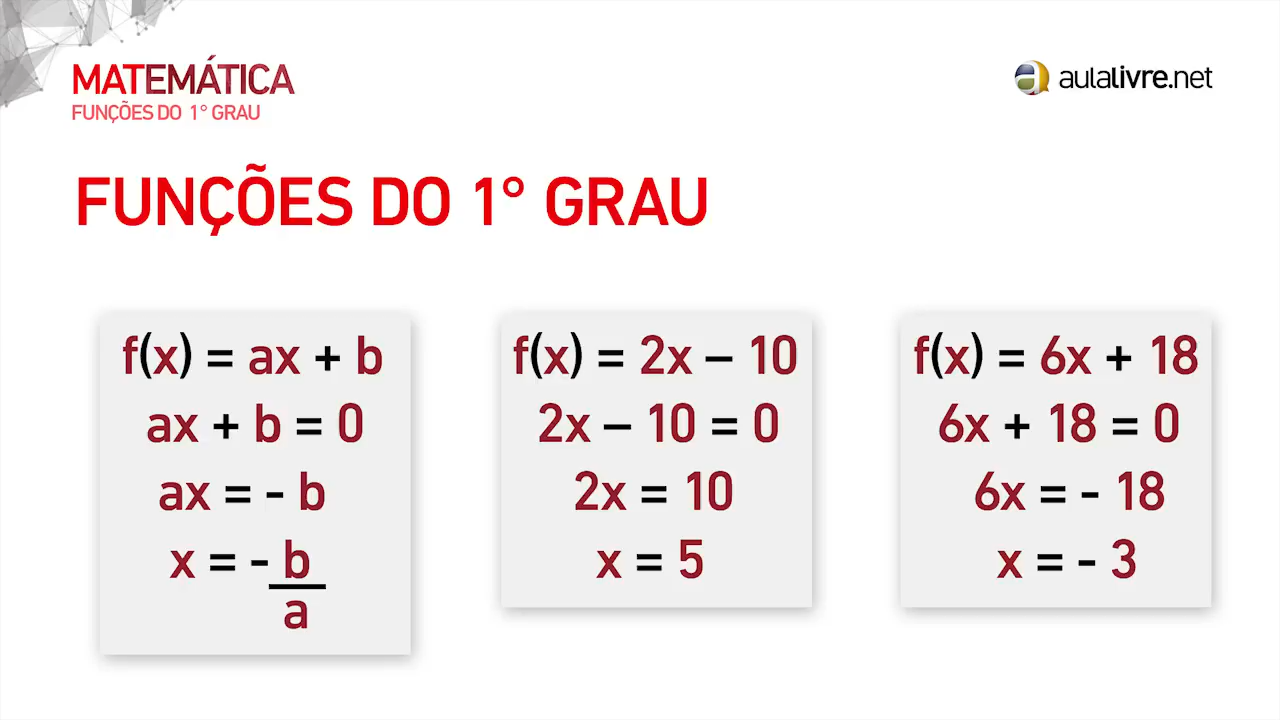 MATEMÁTICA
FUNÇÕES DO 1° GRAU
aulalivre.net
FUNÇÕES DO 1° GRAU
f(x) = ax + b
ax + b = 0
ax = - b
x = - b
a
f(x) = 2x – 10
2x – 10 = 0
2x = 10
x = 5
f(x) = 6x + 18
6x + 18 = 0
6x = - 18
x = - 3